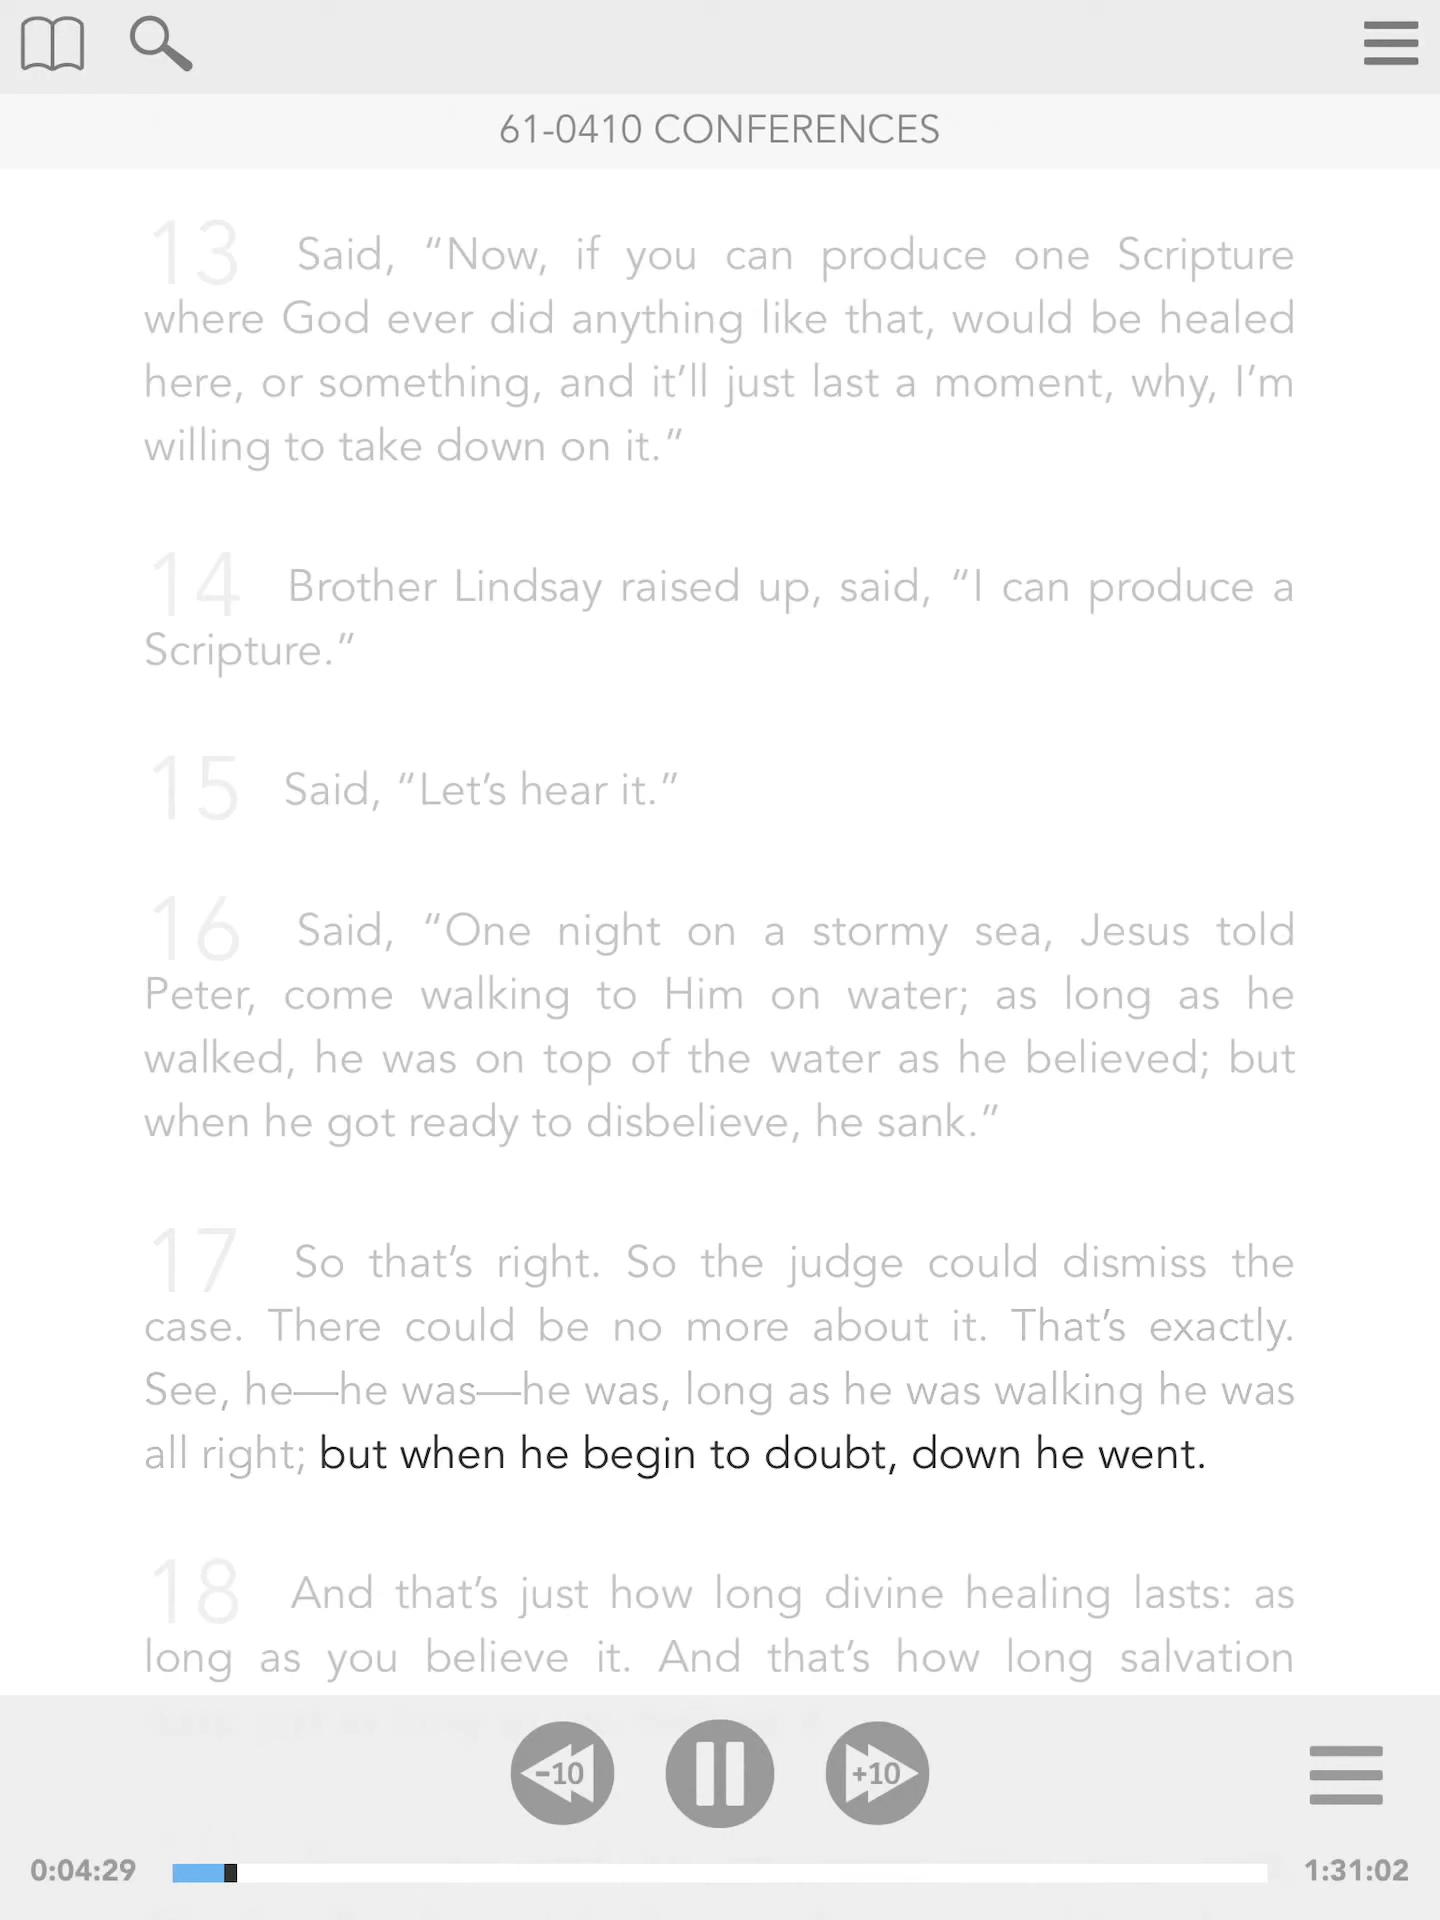 61-0410 CONFERENCES
13 Said, “Now, if you can produce one Scripture
where God ever did anything like that, would be healed
here, or something, and it’ll just last a moment, why, I’m
willing to take down on it.”
14 Brother Lindsay raised up, said, “I can produce a
Scripture.”
15 Said, “Let’s hear it.”
16 Said, “One night on a stormy sea, Jesus told
Peter, come walking to Him on water; as long as he
walked, he was on top of the water as he believed; but
when he got ready to disbelieve, he sank.”
17 So that’s right. So the judge could dismiss the
case. There could be no more about it. That’s exactly.
See, he—he was—he was, long as he was walking he was
all right; but when he begin to doubt, down he went.
18 And that’s just how long divine healing lasts: as
long as you believe it. And that’s how long salvation
-10 +10
0:04:29 1:31:02